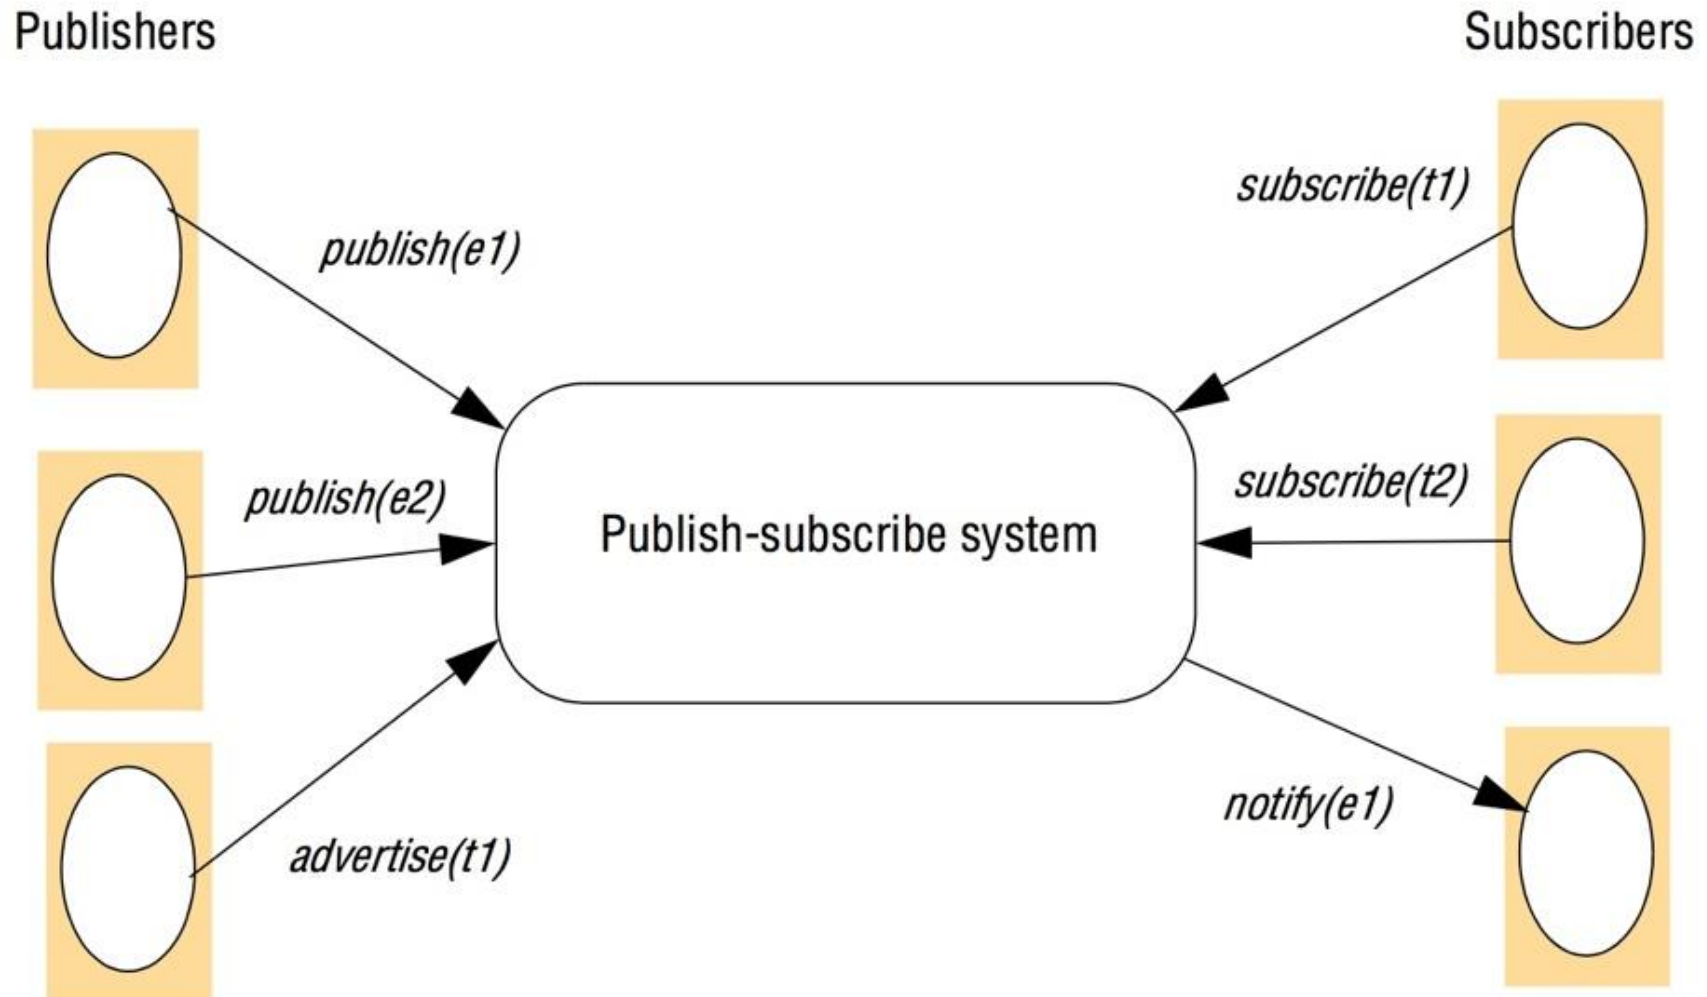 Publishers
Subscribers
subscribe(t1)
publish(e1)
subscribe(t2)
publish(e2)
Publish-subscribe system
notify(e1)
advertise(t1)